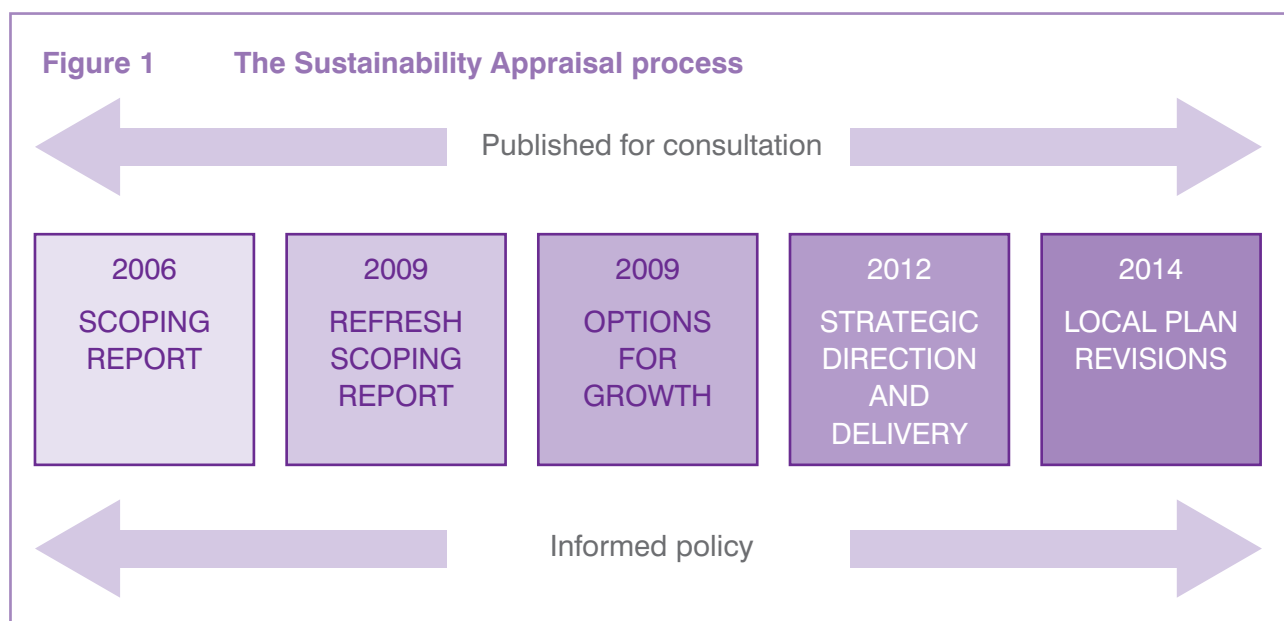 Figure 1 The Sustainability Appraisal process
Published for consultation
2006
SCOPING
REPORT
2009
REFRESH
SCOPING
REPORT
2009
OPTIONS
FOR
GROWTH
2012
STRATEGIC
DIRECTION
AND
DELIVERY
2014
LOCAL PLAN
REVISIONS
Informed policy